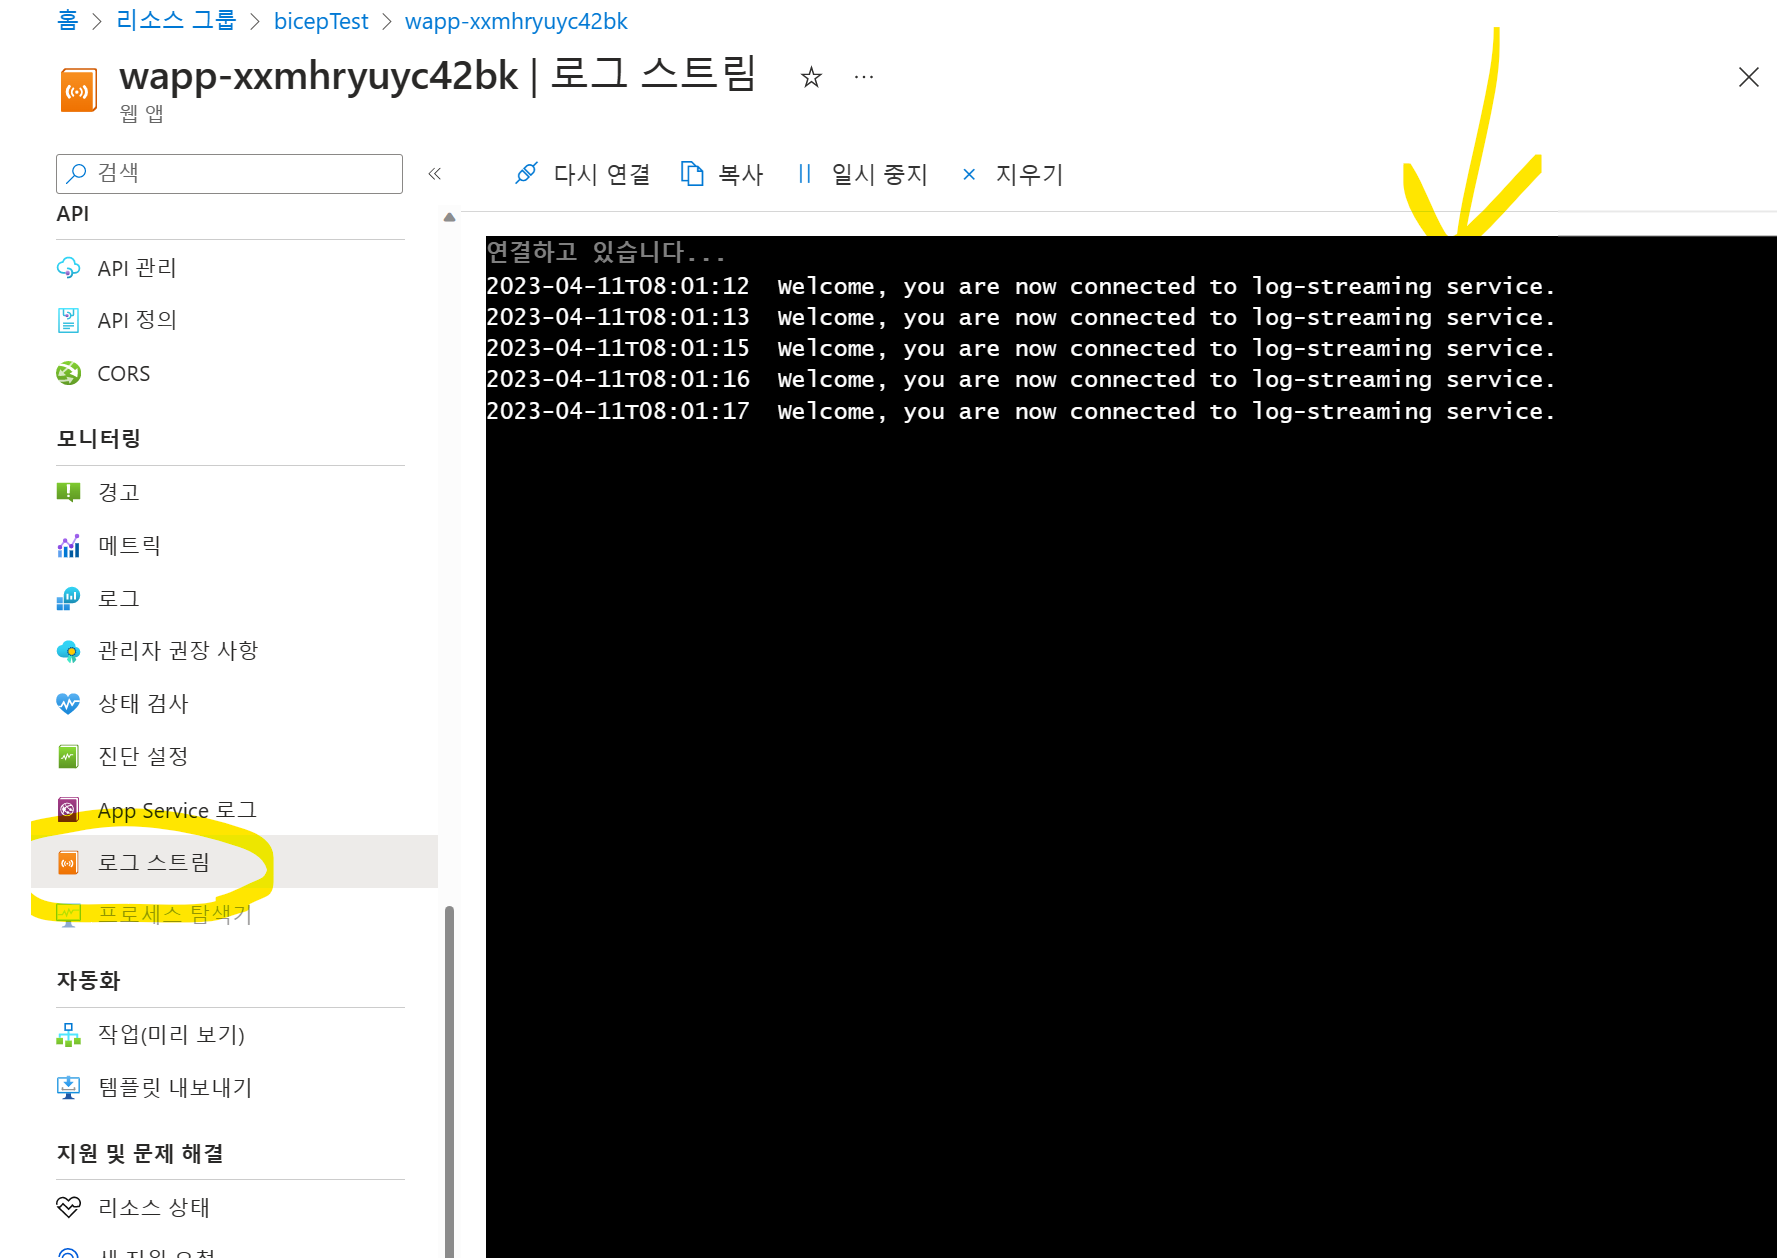 홈 > 리소스 그룹 > bicepTest > wapp-xxmhryuyc42bk
wapp-xxmhryuyc42bk | 로그 스트림
웹 앱
검색
다시 연결 복사 일시 중지 지우기
API
API 관리
API 정의
CORS
모니터링
경고
메트릭
로그
관리자 권장 사항
상태 검사
진단 설정
App Service 로그
로그 스트림
프로세스 탐색기
자동화
작업(미리 보기)
템플릿 내보내기
지원 및 문제 해결
리소스 상태
새 지원 요청
연결하고 있습니다...
2023-04-11T08:01:12 Welcome, you are now connected to log-streaming service.
2023-04-11T08:01:13 Welcome, you are now connected to log-streaming service.
2023-04-11T08:01:15 Welcome, you are now connected to log-streaming service.
2023-04-11T08:01:16 Welcome, you are now connected to log-streaming service.
2023-04-11T08:01:17 Welcome, you are now connected to log-streaming service.